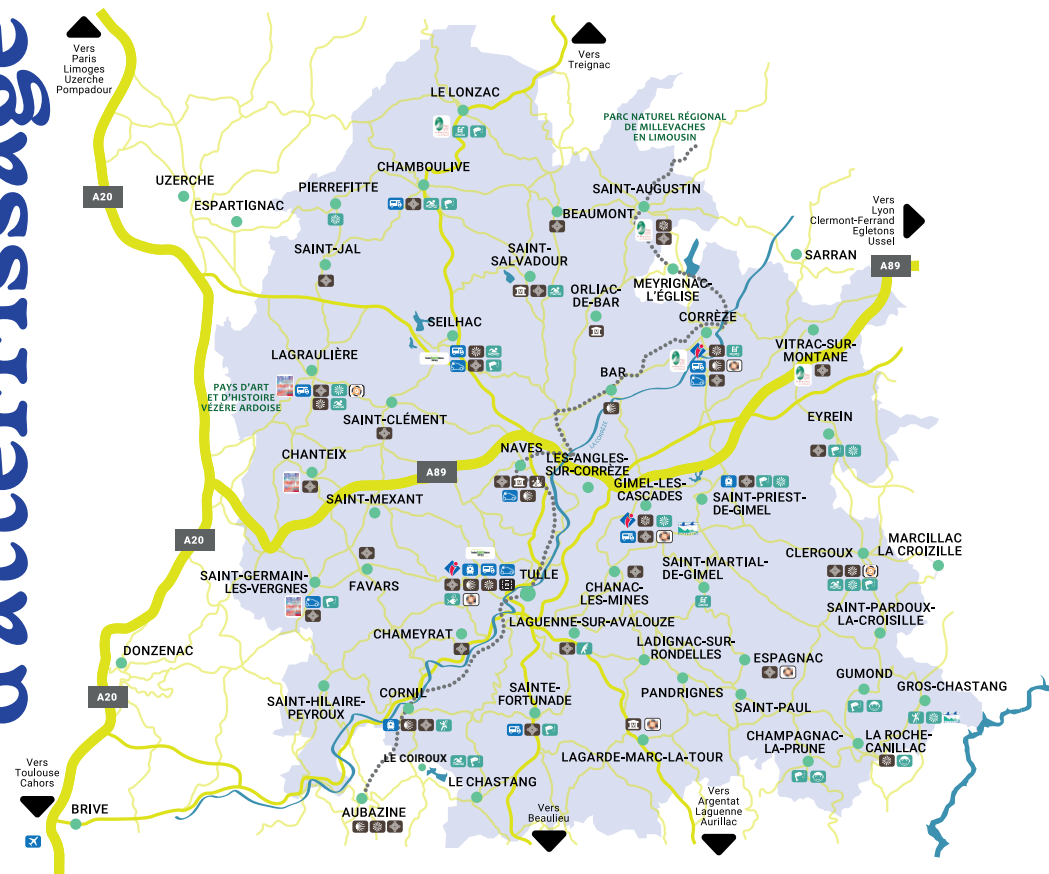 d'atterrissage
Vers
Paris
Limoges
Uzerche
Pompadour
Vers
Treignac
LE LONZAC
PARC NATUREL RÉGIONAL
DE MILLEVACHES
EN LIMOUSIN
CHAMBOULIVE
UZERCHE
PIERREFITTE
SAINT-AUGUSTIN
A20
ESPARTIGNAC
BEAUMONT
Vers
Lyon
Clermont-Ferrand
Egletons
Ussel
SAINT-JAL
SAINT-
SALVADOUR
SARRAN
A89
MEYRIGNAC-
L'ÉGLISE
ORLIAC-
DE-BAR
SEILHAC
CORRÈZE
LAGRAULIÈRE
VITRAC-SUR-
MONTANE
BAR
PAYS D'ART
ET D'HISTOIRE
VÉZÈRE ARDOISE
SAINT-CLÉMENT
EYREIN
LA CORRÈZE
NAVES
CHANTEIX
LES-ANGLES-
SUR-CORRÈZE
A89
GIMEL-LES-
CASCADES
SAINT-MEXANT
SAINT-PRIEST-
DE-GIMEL
A20
MARCILLAC
LA CROIZILLE
CLERGOUX
SAINT-MARTIAL-
DE-GIMEL
SAINT-GERMAIN-
LES-VERGNES
FAVARS
TULLE
CHANAC-
LES-MINES
SAINT-PARDOUX-
LA-CROISILLE
LAGUENNE-SUR-AVALOUZE
CHAMEYRAT
LADIGNAC-SUR-
RONDELLES
DONZENAC
ESPAGNAC
GUMOND
A20
SAINT-HILAIRE-
PEYROUX
CORNIL
SAINTE-
FORTUNADE
PANDRIGNES
GROS-CHASTANG
SAINT-PAUL
CHAMPAGNAC-
LA-PRUNE
LA ROCHE-
CANILLAC
LE COIROUX
LAGARDE-MARC-LA-TOUR
Vers
Toulouse
Cahors
LE CHASTANG
BRIVE
AUBAZINE
Vers
Beaulieu
Vers
Argentat
Laguenne
Aurillac